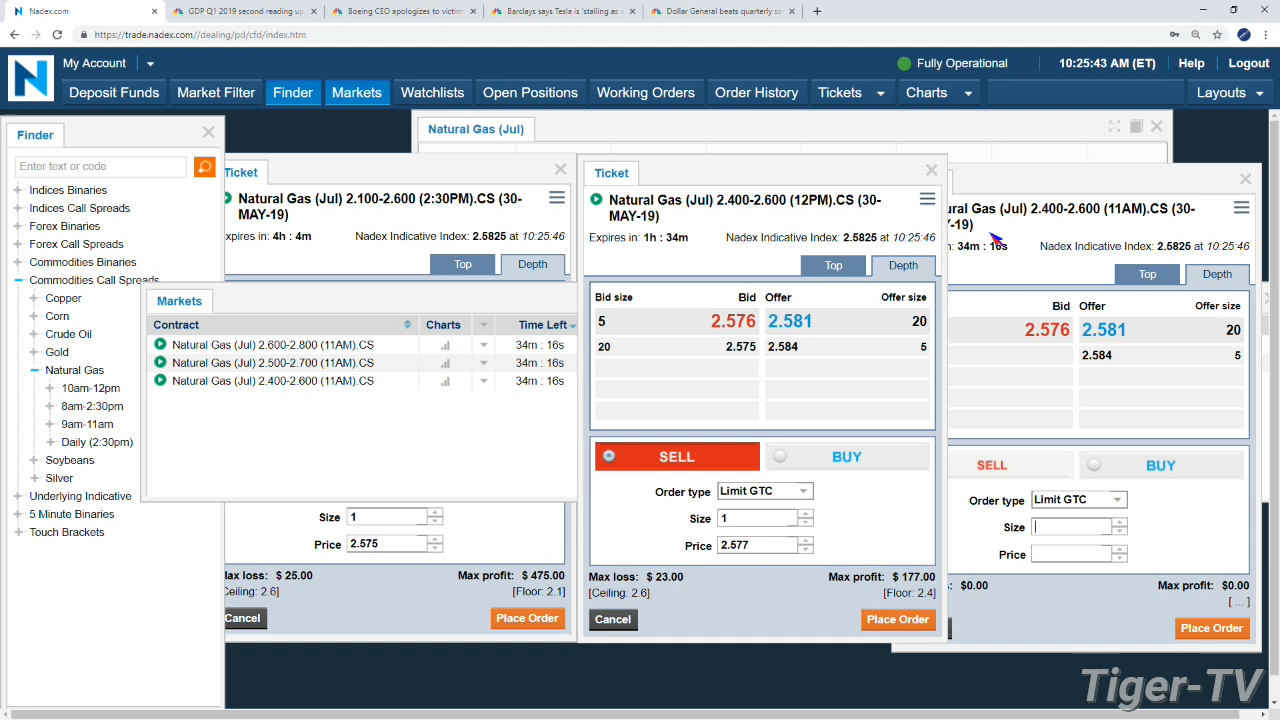 Nadex.com
GDP Q1 2019 second reading up
Boeing CEO apologizes to victim
Barclays says Tesla is 'stalling as
Dollar General beats quarterly sa
https://trade.nadex.com//dealing/pd/cfd/index.htm
My Account
Fully Operational
10:25:43 AM (ET)
Help
Logout
Deposit Funds
Market Filter
Finder
Markets
Watchlists
Open Positions
Working Orders
Order History
Tickets
Charts
Layouts
Finder
Enter text or code
Indices Binaries
Indices Call Spreads
Forex Binaries
Forex Call Spreads
Commodities Binaries
Commodities Call Spreads
Copper
Corn
Crude Oil
Gold
Natural Gas
10am-12pm
8am-2:30pm
9am-11am
Daily (2:30pm)
Soybeans
Silver
Underlying Indicative
5 Minute Binaries
Touch Brackets
Natural Gas (Jul)
Ticket
Natural Gas (Jul) 2.100-2.600 (2:30PM).CS (30-
MAY-19)
expires in: 4h : 4m
Nadex Indicative Index: 2.5825 at 10:25:46
Top
Depth
Markets
Contract
Charts
Time Left
Natural Gas (Jul) 2.600-2.800 (11AM).CS
34m : 16s
Natural Gas (Jul) 2.500-2.700 (11AM).CS
34m : 16s
Natural Gas (Jul) 2.400-2.600 (11AM).CS
34m : 16s
Size 1
Price 2.575
Max loss: $ 25.00
Max profit: $ 475.00
Ceiling: 2.6]
[Floor: 2.1]
Cancel
Place Order
Ticket
Natural Gas (Jul) 2.400-2.600 (12PM).CS (30-
MAY-19)
Expires in: 1h : 34m
Nadex Indicative Index: 2.5825 at 10:25:46
Top
Depth
Bid size
Bid
Offer
Offer size
5
2.576
2.581
20
20
2.575
2.584
5
SELL
BUY
Order type Limit GTC
Size 1
Price 2.577
Max loss: $ 23.00
Max profit: $ 177.00
[Ceiling: 2.6]
[Floor: 2.4]
Cancel
Place Order
ural Gas (Jul) 2.400-2.600 (11AM).CS (30-
Y-19)
: 34m : 16s
Nadex Indicative Index: 2.5825 at 10:25:46
Top
Depth
Bid
Offer
Offer size
2.576
2.581
20
2.584
5
SELL
BUY
Order type Limit GTC
Size
Price
: $0.00
Max profit: $0.00
[ ... ]
Place Order
Tiger-TV